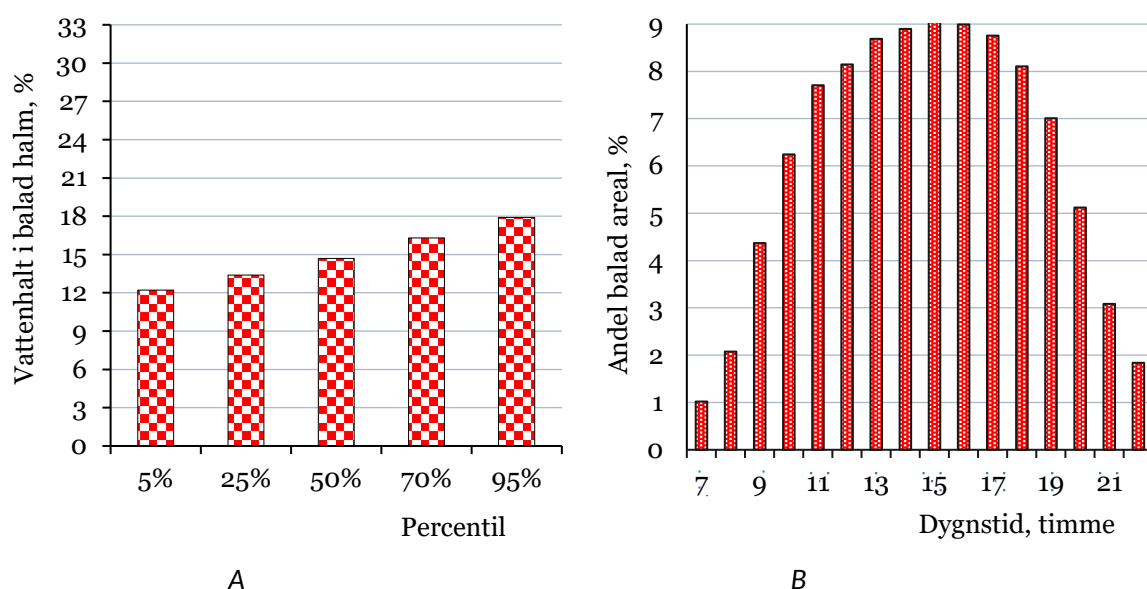 Vattenhalt i balad halm, %
33
30
27
24
21
18
15
12
9
6
3
0
5% 25% 50% 70% 95%
Percentil
A
Andel balad areal, %
9
8
7
6
5
4
3
2
1
0
7 9 11 13 15 17 19 21
Dygnstid, timme
B